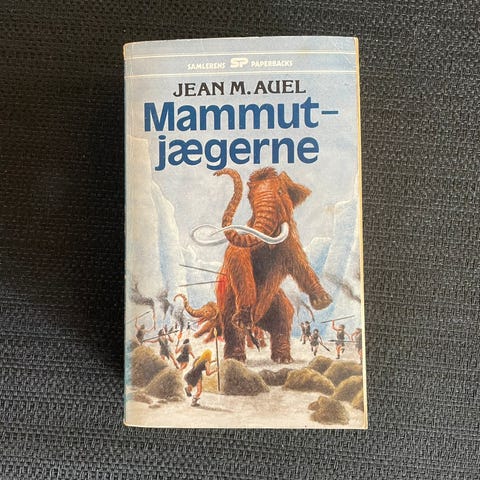 SAMLERENS SP PAPERBACKS
JEAN M. AUEL
Mammut-
jægerne